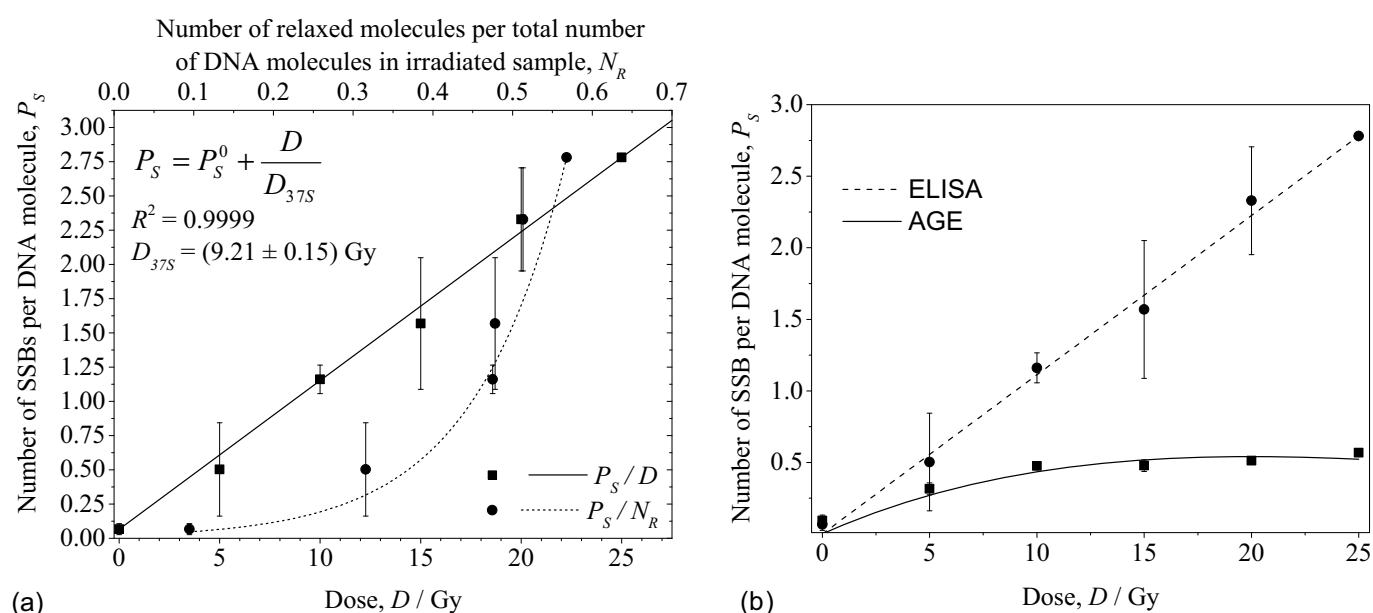 Number of relaxed molecules per total number
of DNA molecules in irradiated sample, N_R
0.0 0.1 0.2 0.3 0.4 0.5 0.6 0.7
Number of SSBs per DNA molecule, P_S
3.00
2.75
2.50
2.25
2.00
1.75
1.50
1.25
1.00
0.75
0.50
0.25
0.00
P_S = P_S^0 + D / D_37S
R^2 = 0.9999
D_37S = (9.21 ± 0.15) Gy
P_S / D
P_S / N_R
0 5 10 15 20 25
Dose, D / Gy
(a)
Number of SSB per DNA molecule, P_S
3.0
2.5
2.0
1.5
1.0
0.5
ELISA
AGE
0 5 10 15 20 25
Dose, D / Gy
(b)